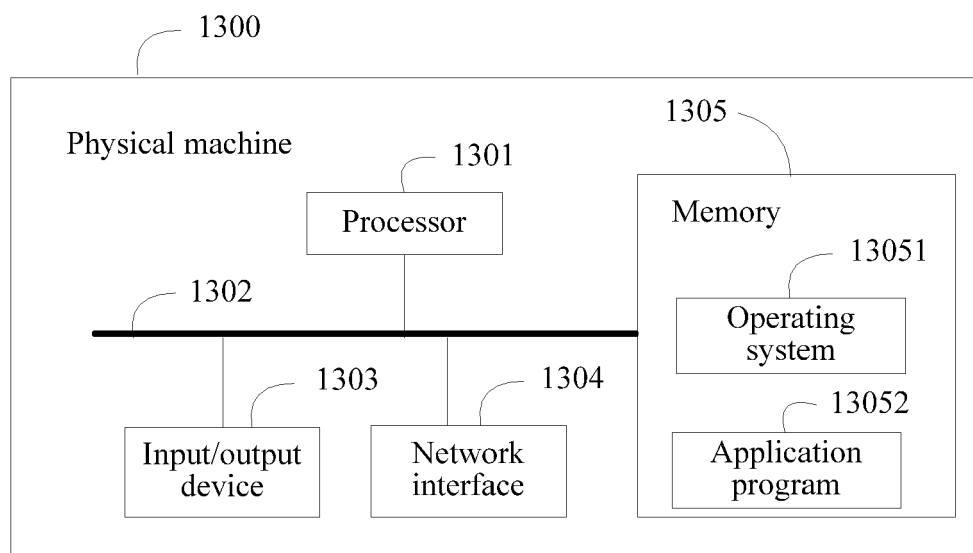 1300
Physical machine
1305
1301
Processor
Memory
13051
1302
Operating
system
1303
1304
13052
Input/output
device
Network
interface
Application
program